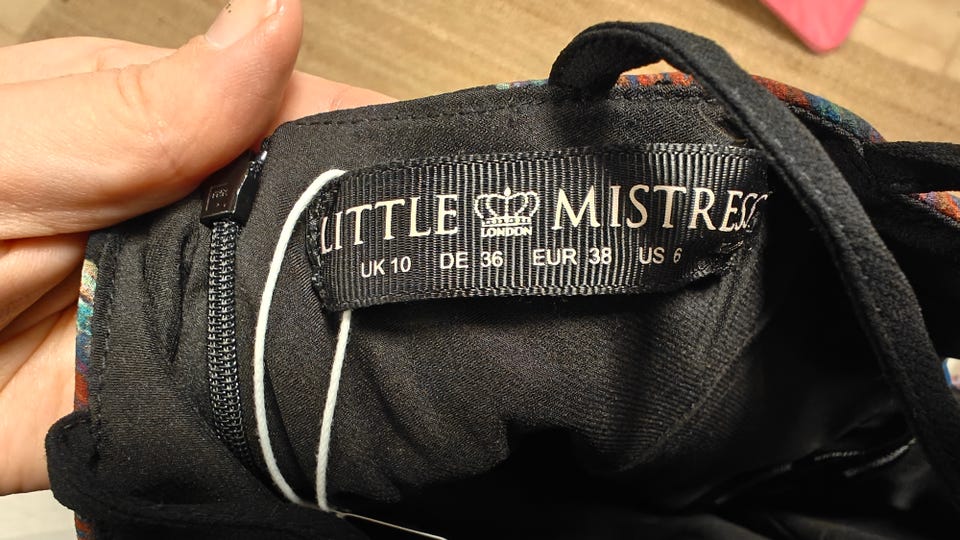 LITTLE MISTRESS
LONDON
UK 10 DE 36 EUR 38 US 6